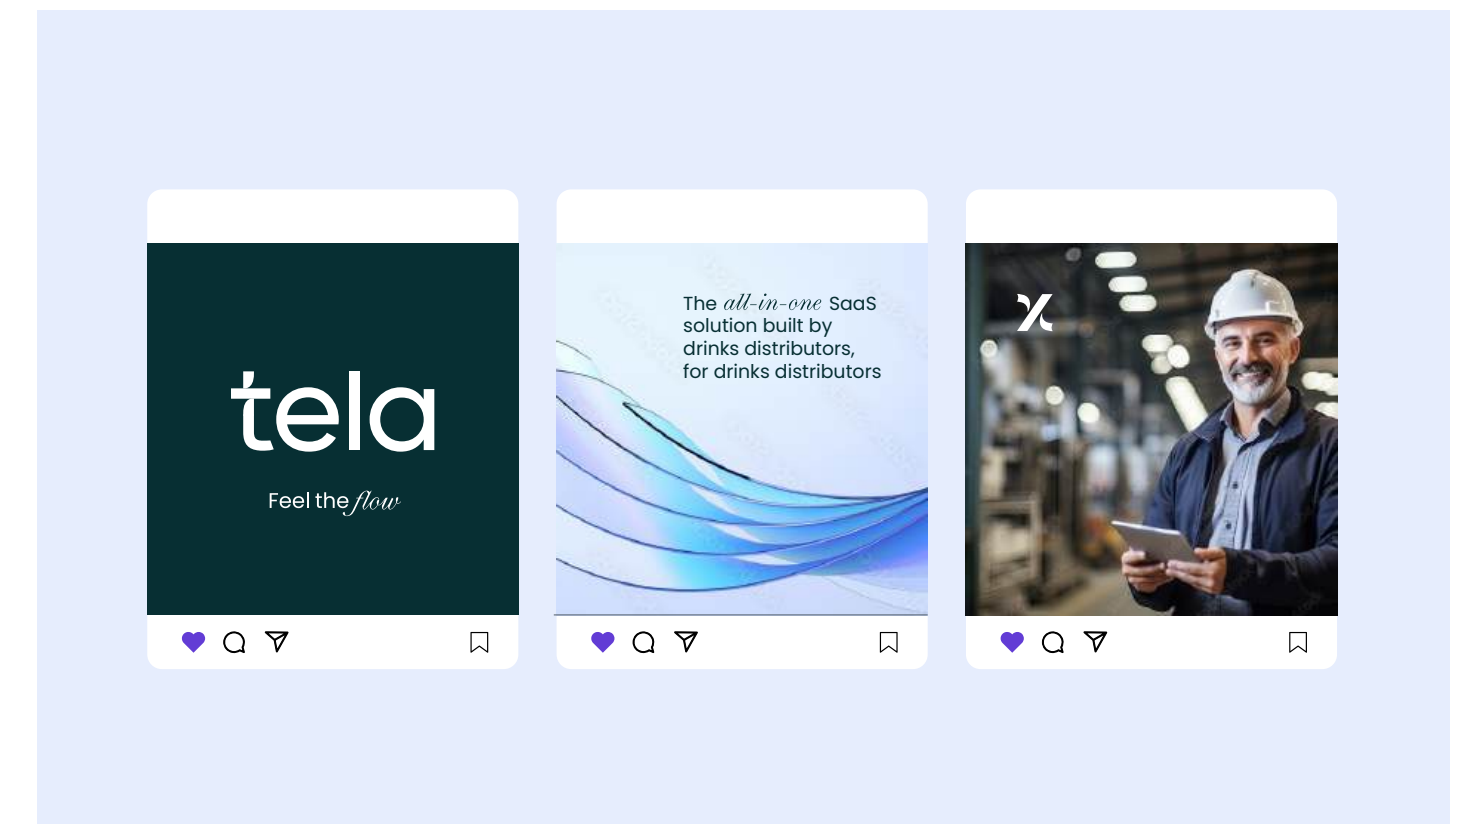 tela
Feel the flow
The all-in-one SaaS
solution built by
drinks distributors,
for drinks distributors